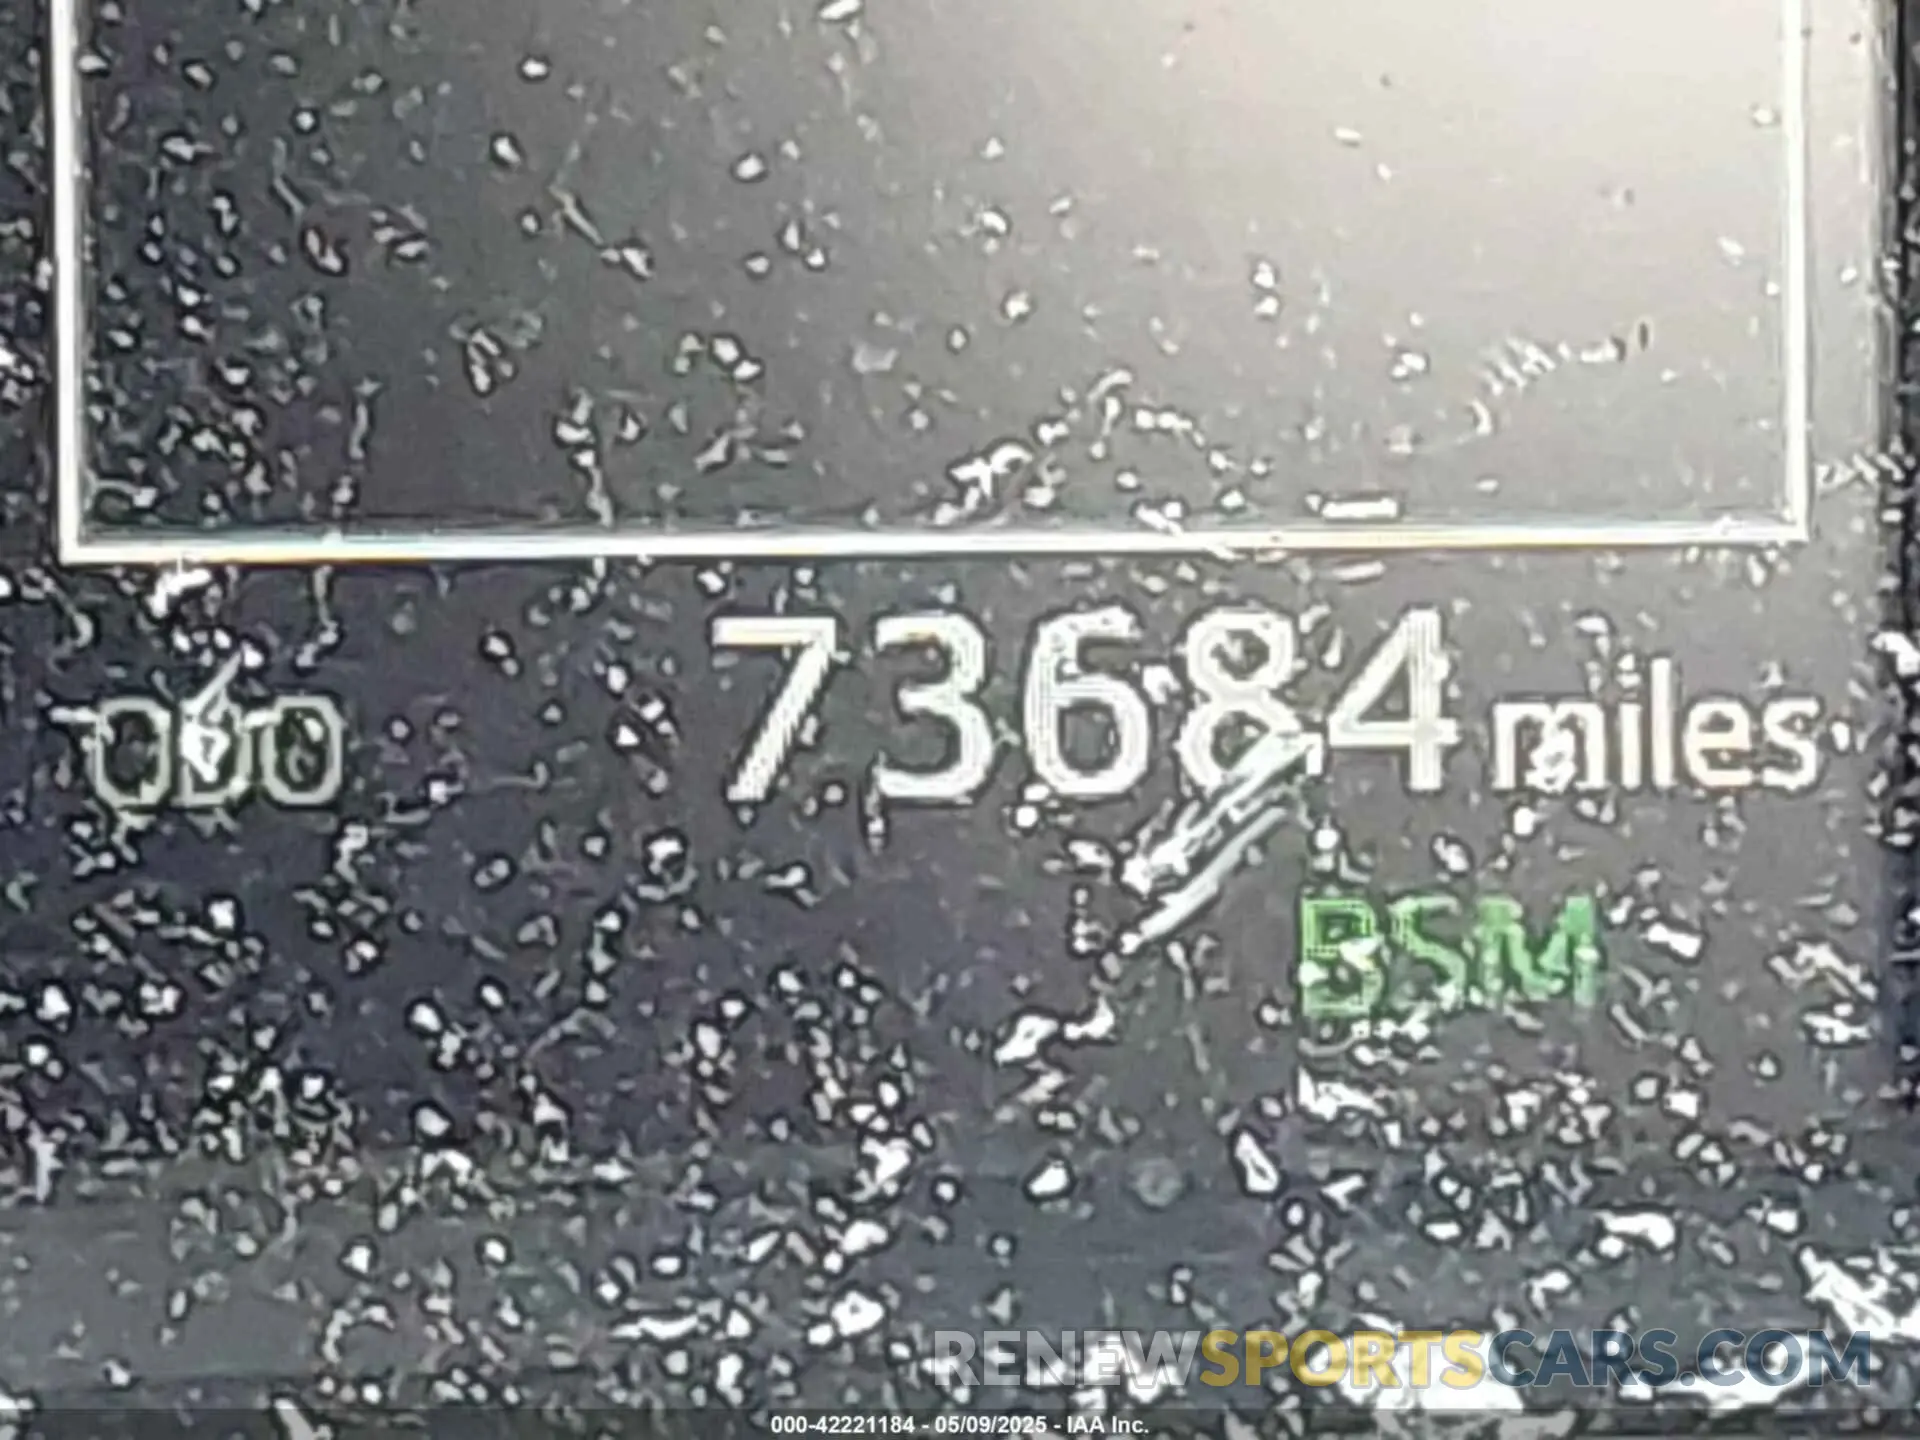 ODO 73684 miles
BSM
RENEWSPORTSCARS.COM
000-42221184 - 05/09/2025 - IAA Inc.